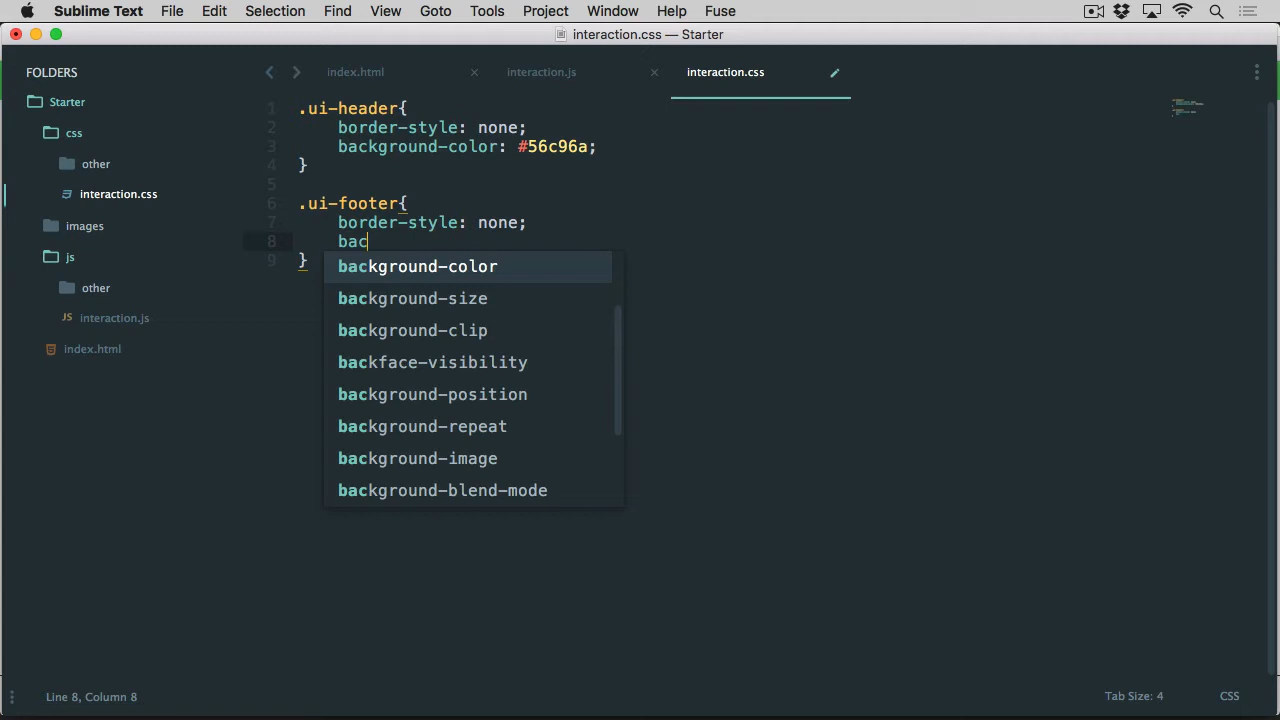 Sublime Text File Edit Selection Find View Goto Tools Project Window Help Fuse
interaction.css — Starter
FOLDERS
Starter
css
other
interaction.css
images
js
other
JS interaction.js
index.html
index.html
interaction.js
interaction.css
1 .ui-header{
2 border-style: none;
3 background-color: #56c96a;
4 }
5
6 .ui-footer{
7 border-style: none;
8 bac
9 }
background-color
background-size
background-clip
backface-visibility
background-position
background-repeat
background-image
background-blend-mode
Line 8, Column 8
Tab Size: 4
CSS